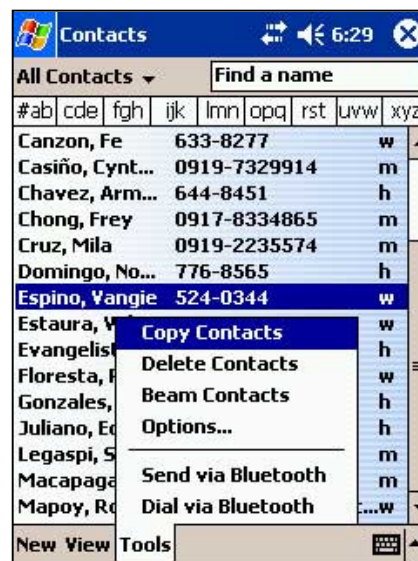 Contacts 6:29
All Contacts Find a name
#ab cde fgh ijk lmn opq rst uvw xyz
Canzon, Fe 633-8277 w
Casiño, Cynt... 0919-7329914 m
Chavez, Arm... 644-8451 h
Chong, Frey 0917-8334865 m
Cruz, Mila 0919-2235574 m
Domingo, No... 776-8565 h
Espino, Vangie 524-0344 w
Estaura, w
Copy Contacts
Evangelist h
Delete Contacts
Floresta, w
Beam Contacts
Gonzales, h
Options...
Juliano, Ed h
Legaspi, S m
Send via Bluetooth
Macapaga m
Dial via Bluetooth
Mapoy, Ro ...w
New View Tools